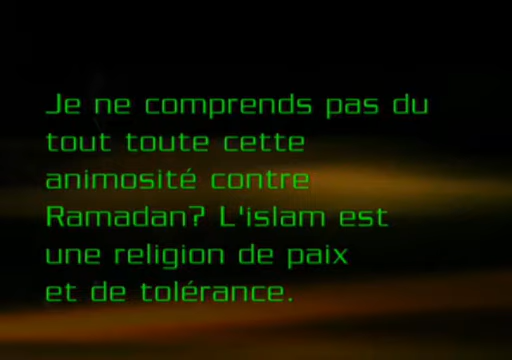 Je ne comprends pas du
tout toute cette
animosité contre
Ramadan? L'islam est
une religion de paix
et de tolérance.